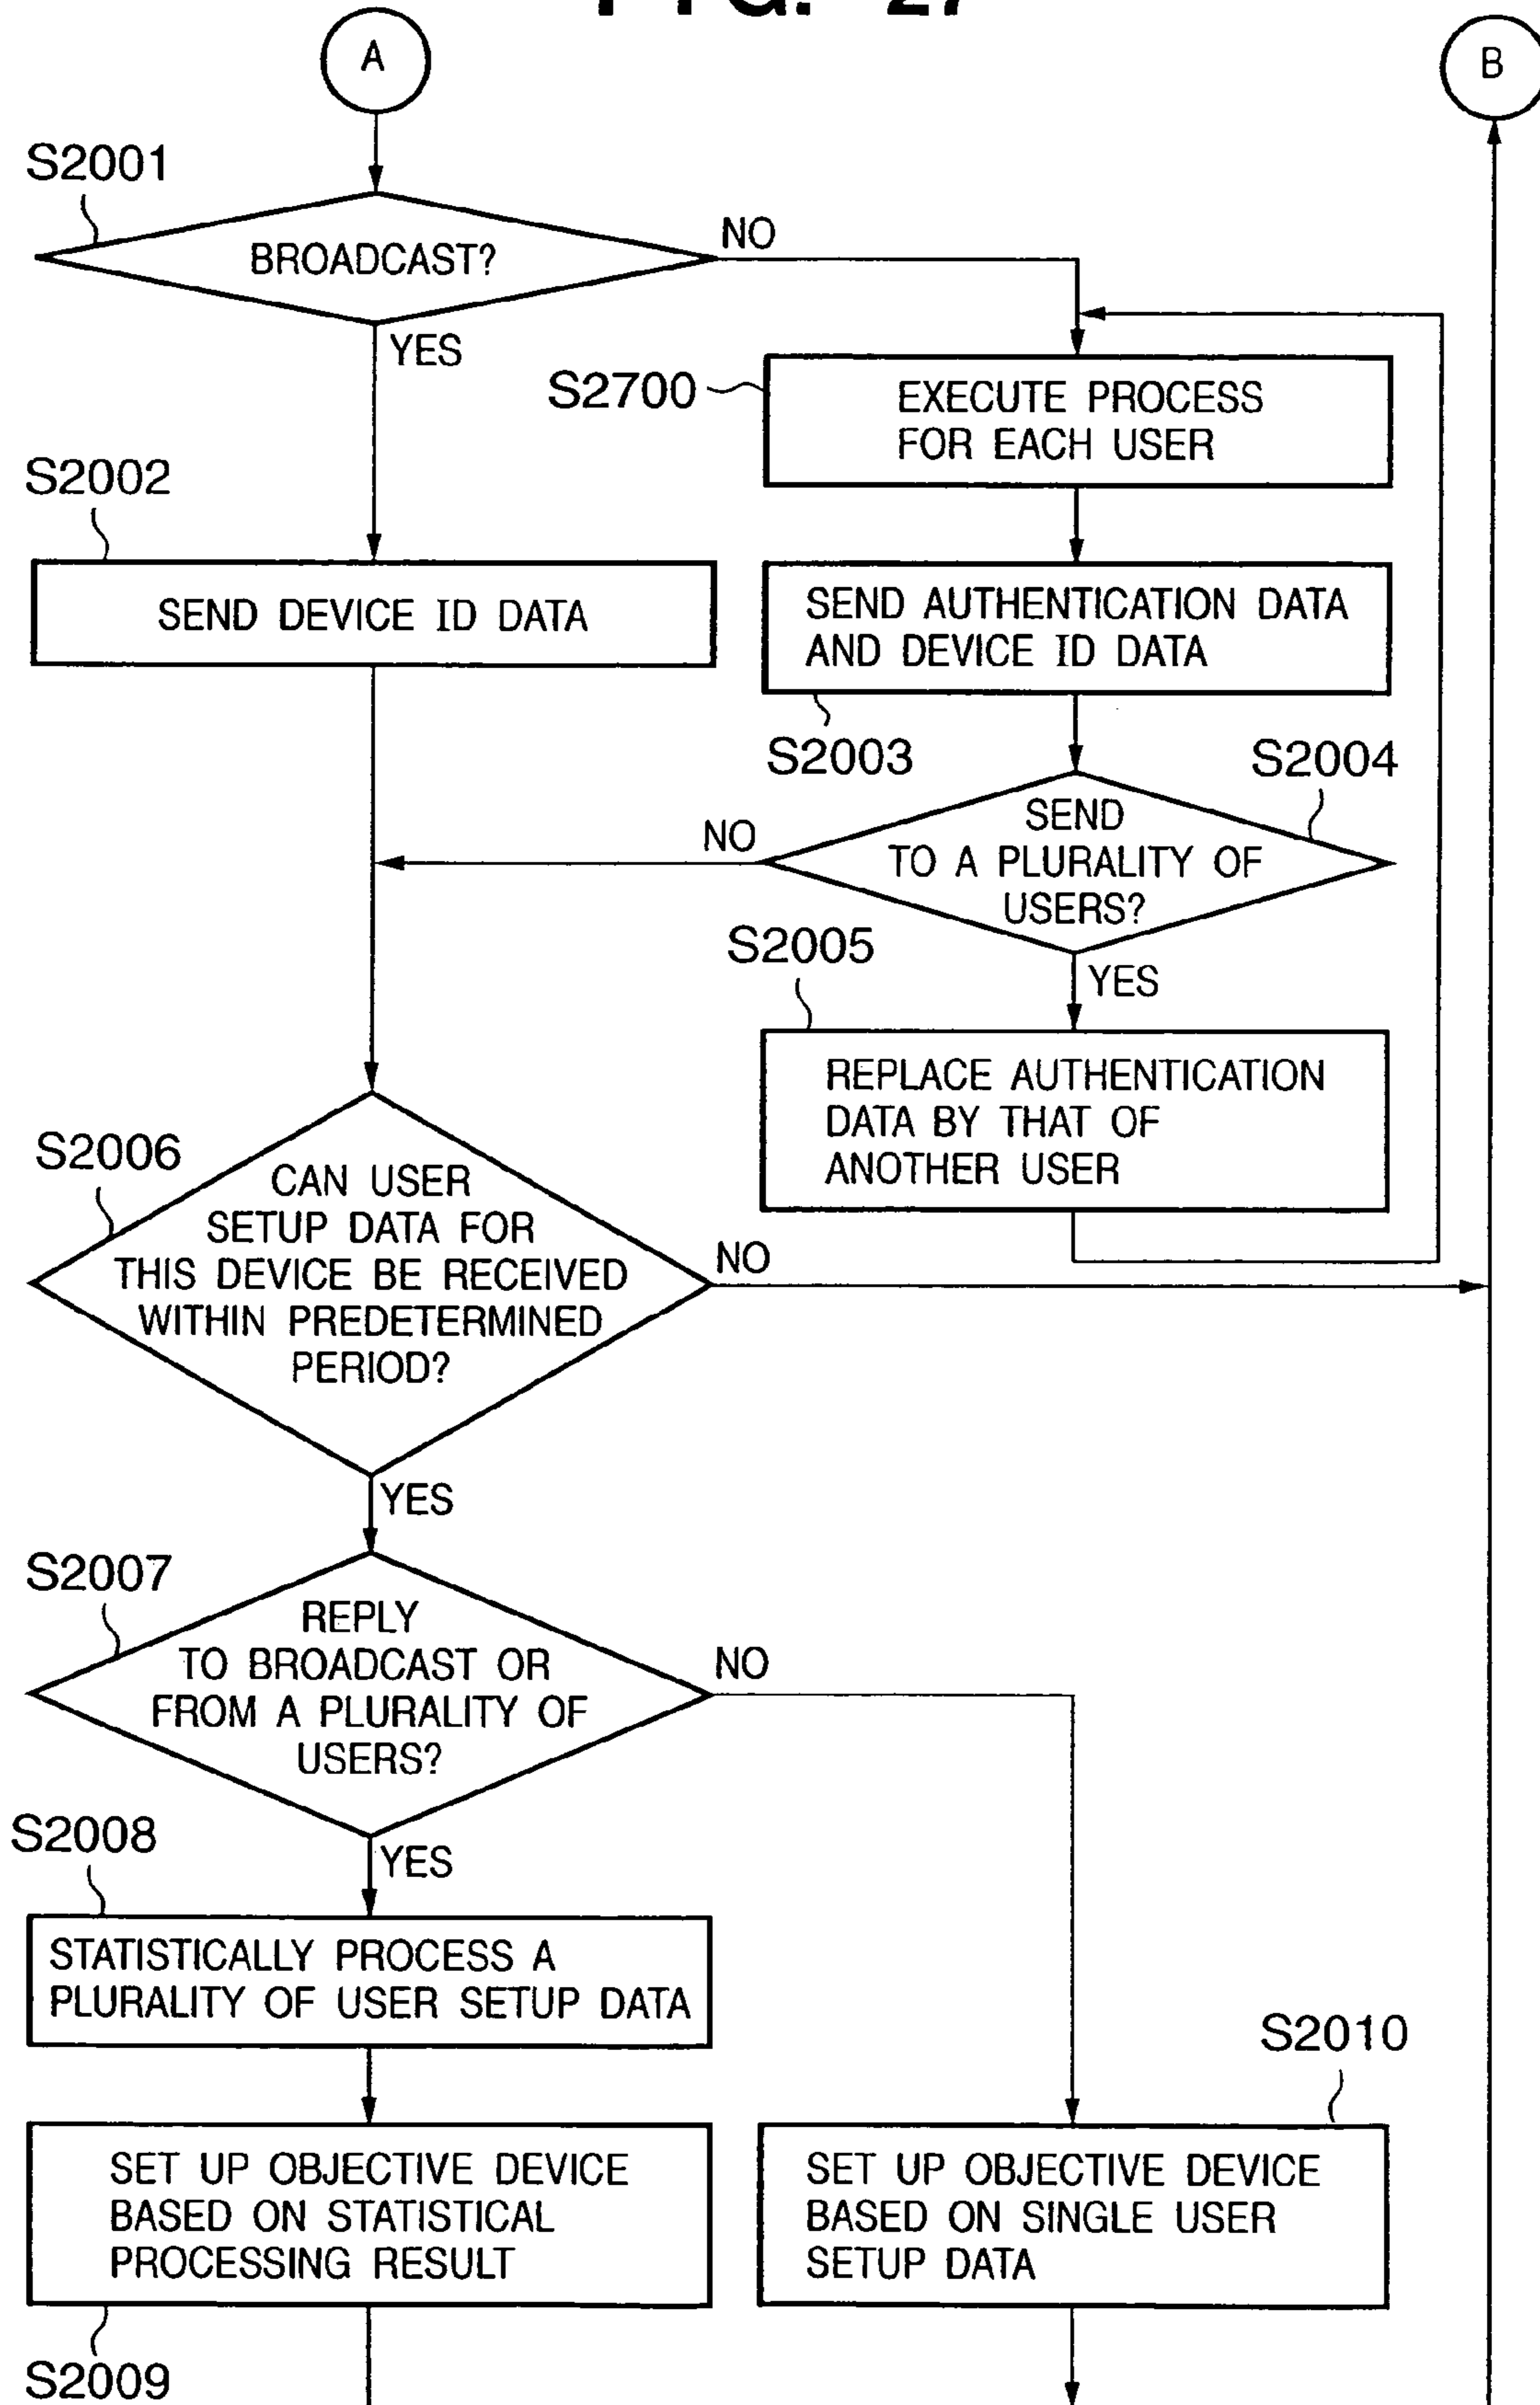 FIG. 27
A
B
S2001
BROADCAST?
NO
YES
S2700
EXECUTE PROCESS
FOR EACH USER
S2002
SEND DEVICE ID DATA
SEND AUTHENTICATION DATA
AND DEVICE ID DATA
S2003
S2004
SEND
TO A PLURALITY OF
USERS?
NO
YES
S2005
REPLACE AUTHENTICATION
DATA BY THAT OF
ANOTHER USER
S2006
CAN USER
SETUP DATA FOR
THIS DEVICE BE RECEIVED
WITHIN PREDETERMINED
PERIOD?
NO
YES
S2007
REPLY
TO BROADCAST OR
FROM A PLURALITY OF
USERS?
NO
YES
S2008
STATISTICALLY PROCESS A
PLURALITY OF USER SETUP DATA
S2010
SET UP OBJECTIVE DEVICE
BASED ON STATISTICAL
PROCESSING RESULT
SET UP OBJECTIVE DEVICE
BASED ON SINGLE USER
SETUP DATA
S2009